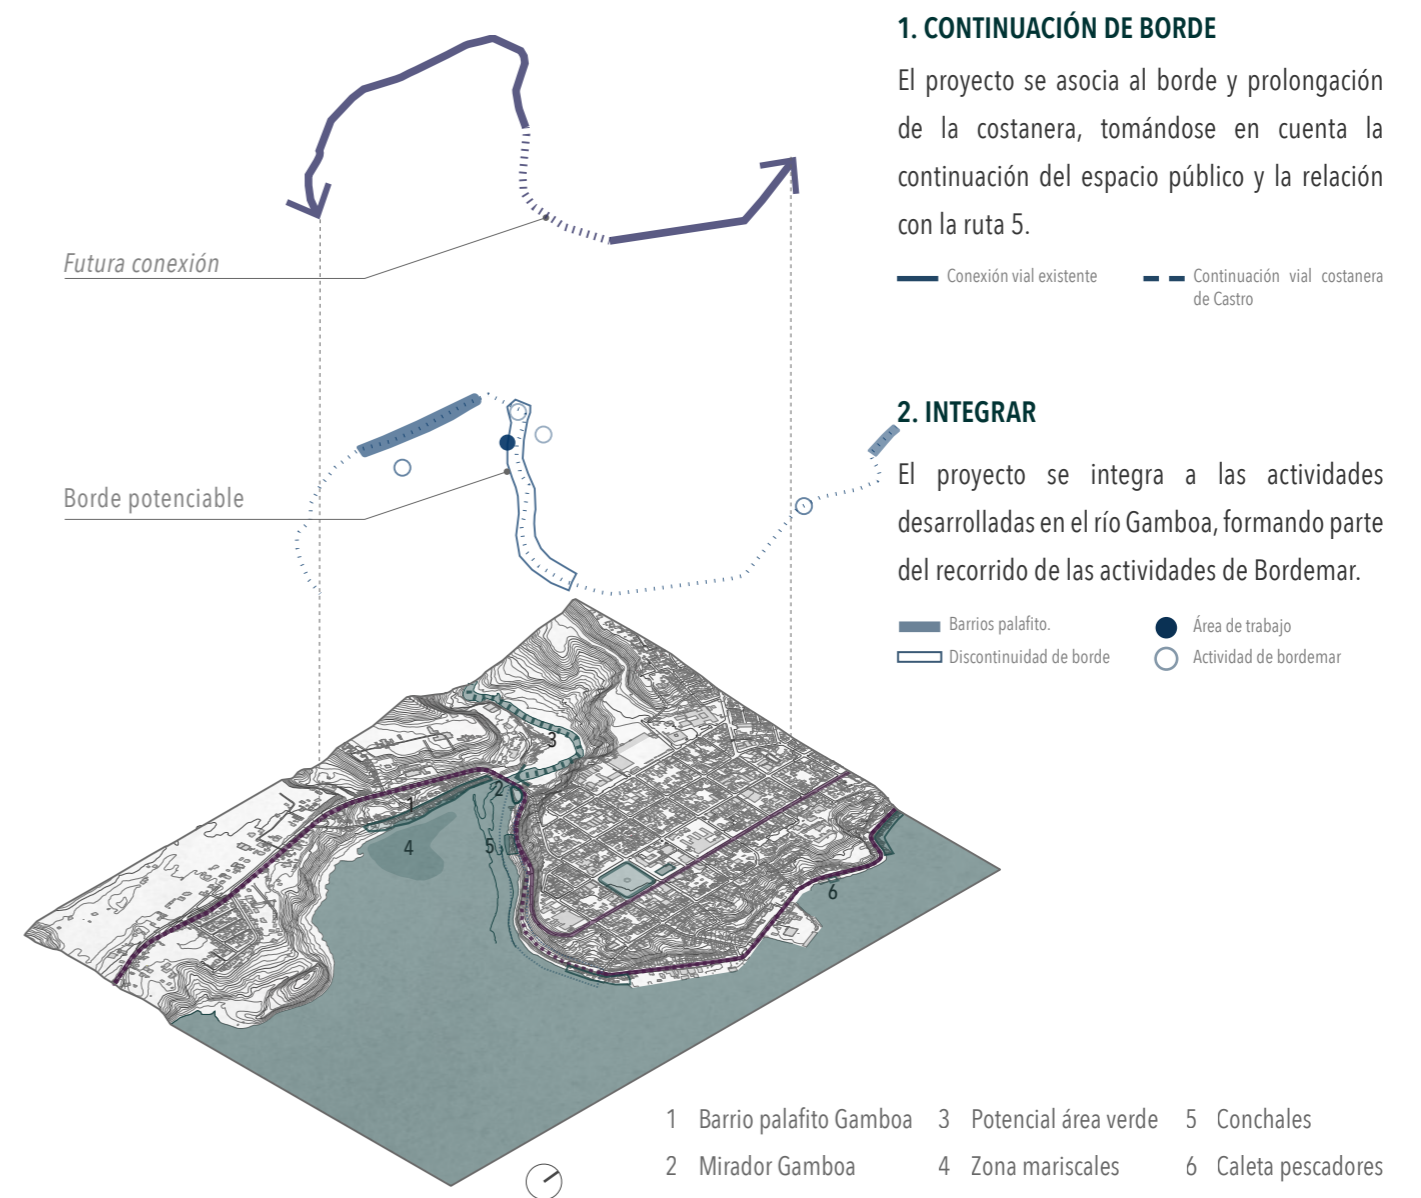 1. CONTINUACIÓN DE BORDE
El proyecto se asocia al borde y prolongación
de la costanera, tomándose en cuenta la
continuación del espacio público y la relación
con la ruta 5.
Conexión vial existente
Continuación vial costanera
de Castro
Futura conexión
2. INTEGRAR
El proyecto se integra a las actividades
desarrolladas en el río Gamboa, formando parte
del recorrido de las actividades de Bordemar.
Barrios palafito.
Área de trabajo
Discontinuidad de borde
Actividad de bordemar
Borde potenciable
3
2
1
4
5
6
1 Barrio palafito Gamboa
2 Mirador Gamboa
3 Potencial área verde
4 Zona mariscales
5 Conchales
6 Caleta pescadores